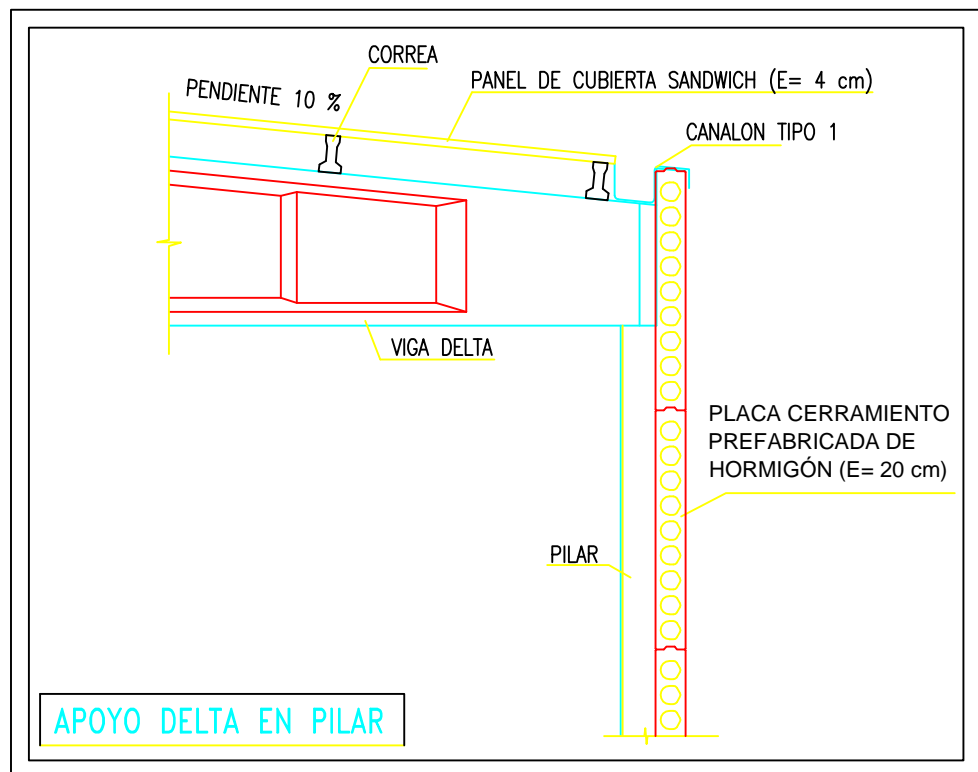 CORREA
PENDIENTE 10 %
PANEL DE CUBIERTA SANDWICH (E= 4 cm)
CANALON TIPO 1
VIGA DELTA
PLACA CERRAMIENTO
PREFABRICADA DE
HORMIGÓN (E= 20 cm)
PILAR
APOYO DELTA EN PILAR